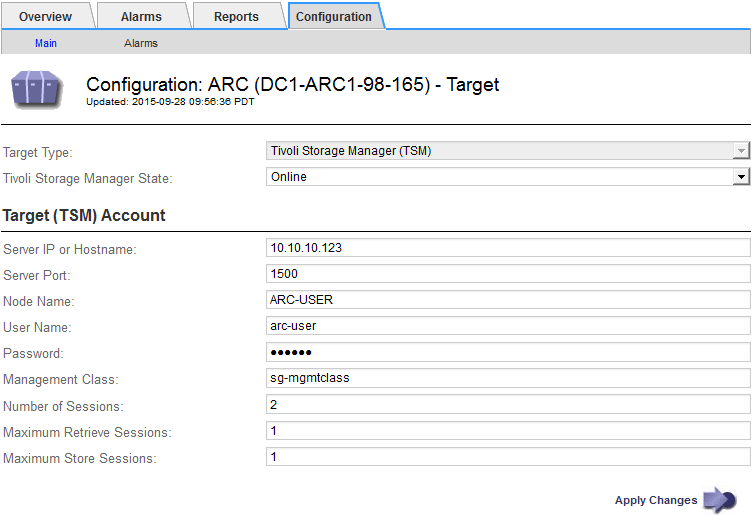 Overview Alarms Reports Configuration
Main Alarms
Configuration: ARC (DC1-ARC1-98-165) - Target
Updated: 2015-09-28 09:56:36 PDT
Target Type: Tivoli Storage Manager (TSM)
Tivoli Storage Manager State: Online
Target (TSM) Account
Server IP or Hostname: 10.10.10.123
Server Port: 1500
Node Name: ARC-USER
User Name: arc-user
Password: ●●●●●●
Management Class: sg-mgmtclass
Number of Sessions: 2
Maximum Retrieve Sessions: 1
Maximum Store Sessions: 1
Apply Changes